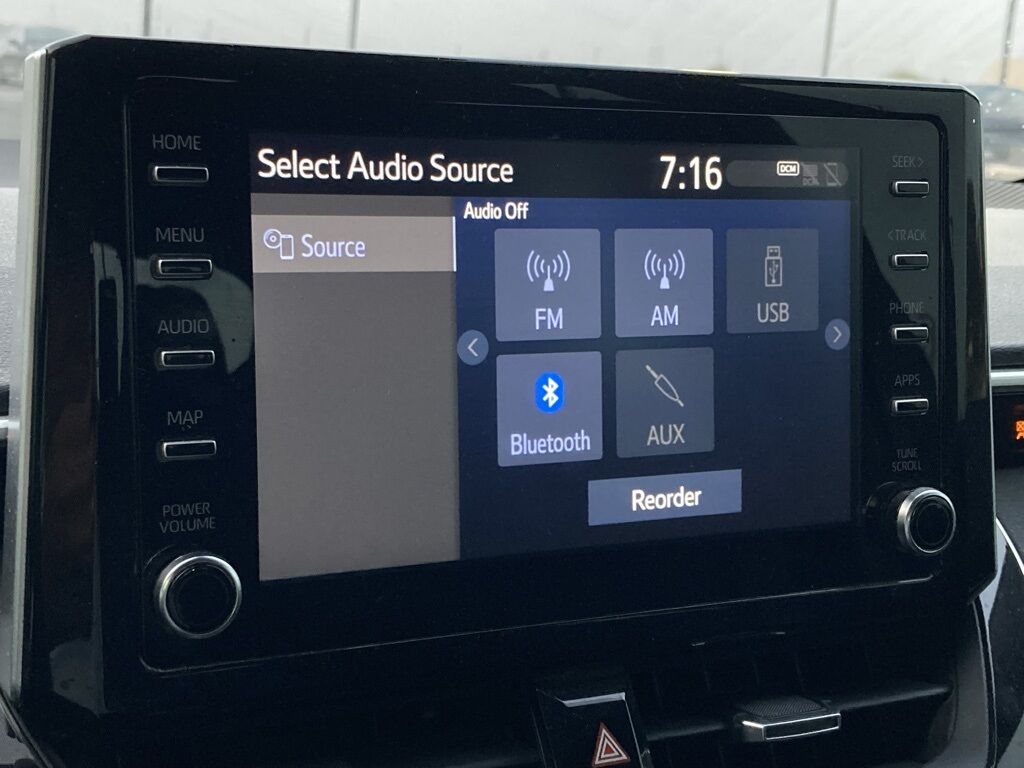 HOME
MENU
AUDIO
MAP
POWER
VOLUME
Select Audio Source
7:16
DCM
Source
Audio Off
FM
AM
USB
Bluetooth
AUX
Reorder
SEEK >
< TRACK
PHONE
APPS
TUNE
SCROLL